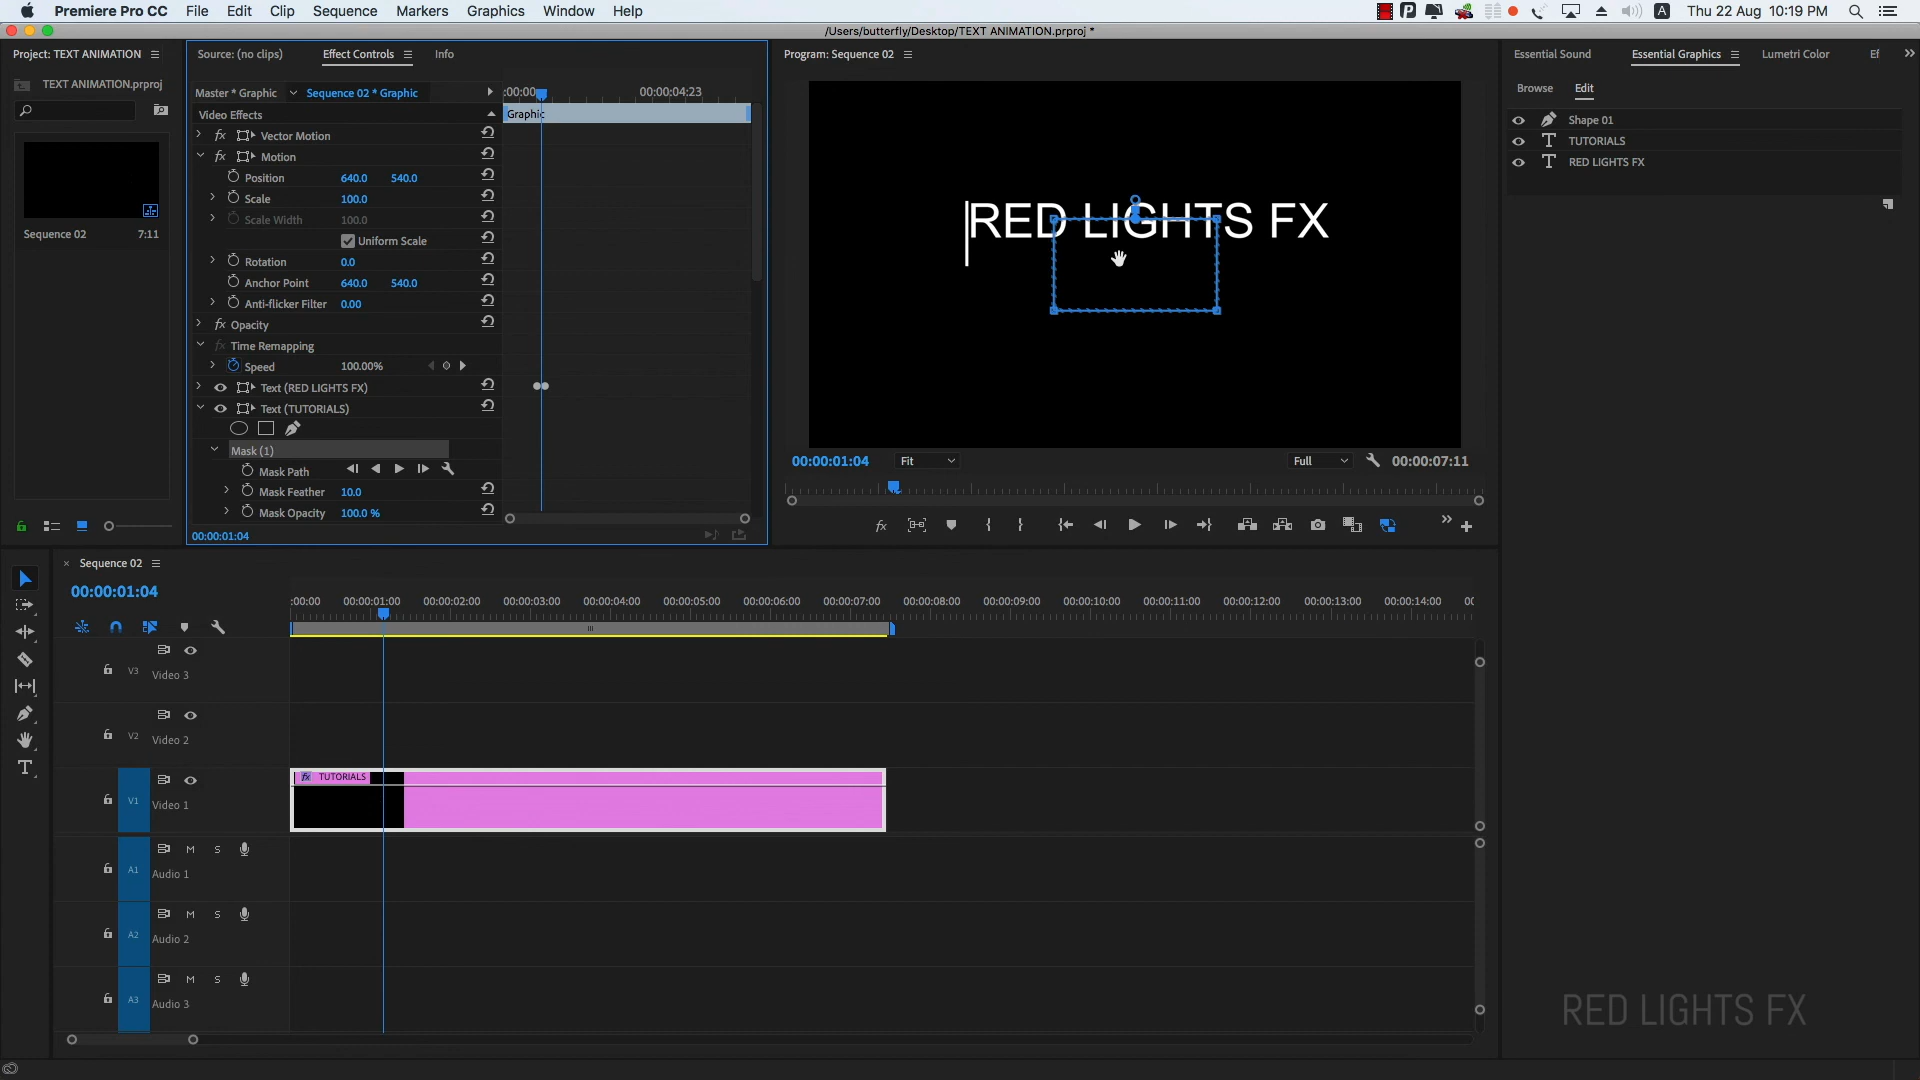 Premiere Pro CC File Edit Clip Sequence Markers Graphics Window Help A Thu 22 Aug 10:19 PM
/Users/butterfly/Desktop/TEXT ANIMATION.prproj *
Project: TEXT ANIMATION
TEXT ANIMATION.prproj
Sequence 02 7:11
Source: (no clips) Effect Controls Info
Master * Graphic Sequence 02 * Graphic :00:00 00:00:04:23
Video Effects Graphic
fx Vector Motion
fx Motion
Position 640.0 540.0
Scale 100.0
Scale Width 100.0
Uniform Scale
Rotation 0.0
Anchor Point 640.0 540.0
Anti-flicker Filter 0.00
fx Opacity
fx Time Remapping
Speed 100.00%
Text (RED LIGHTS FX)
Text (TUTORIALS)
Mask (1)
Mask Path
Mask Feather 10.0
Mask Opacity 100.0 %
00:00:01:04
Program: Sequence 02
RED LIGHTS FX
00:00:01:04 Fit Full 00:00:07:11
fx
Essential Sound Essential Graphics Lumetri Color Ef
Browse Edit
Shape 01
T TUTORIALS
T RED LIGHTS FX
Sequence 02
00:00:01:04
:00:00 00:00:01:00 00:00:02:00 00:00:03:00 00:00:04:00 00:00:05:00 00:00:06:00 00:00:07:00 00:00:08:00 00:00:09:00 00:00:10:00 00:00:11:00 00:00:12:00 00:00:13:00 00:00:14:00
V3 Video 3
V2 Video 2
V1 Video 1
fx TUTORIALS
M S
A1 Audio 1
M S
A2 Audio 2
M S
A3 Audio 3
T
RED LIGHTS FX